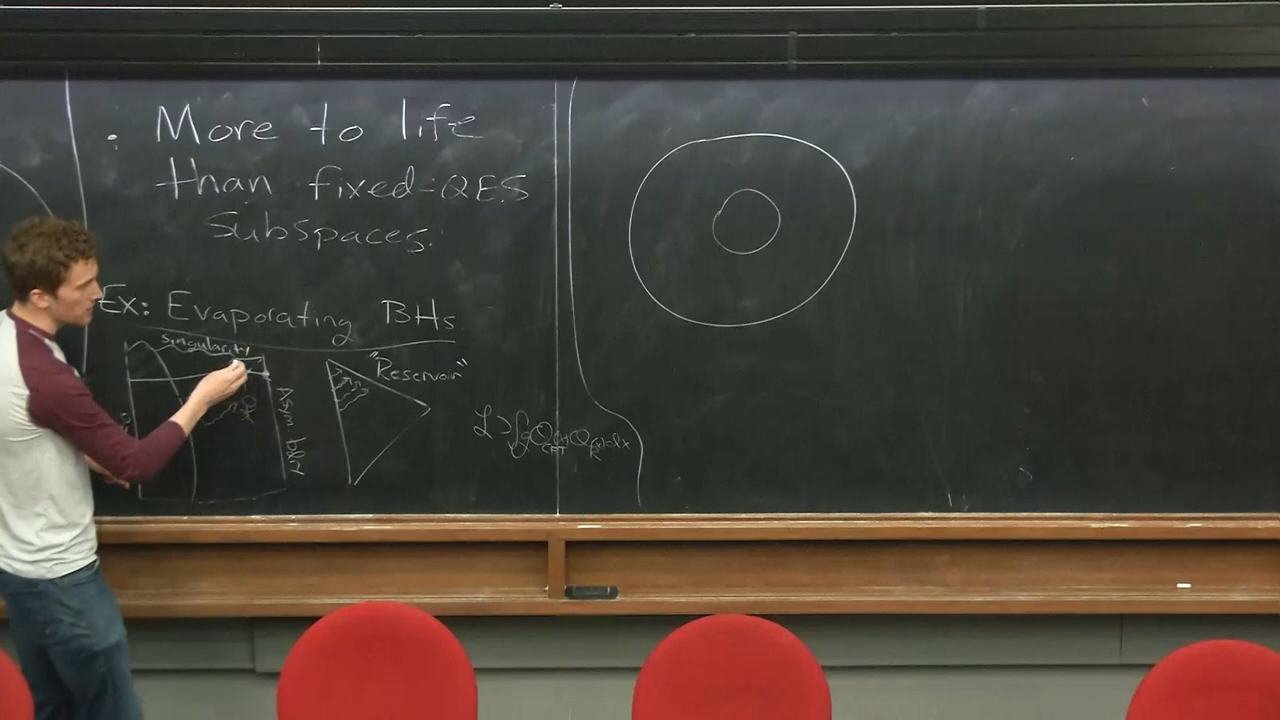 • More to life
than fixed-QES
subspaces.
Ex: Evaporating BHs
singularity
"Reservoir"
Asym. bdry